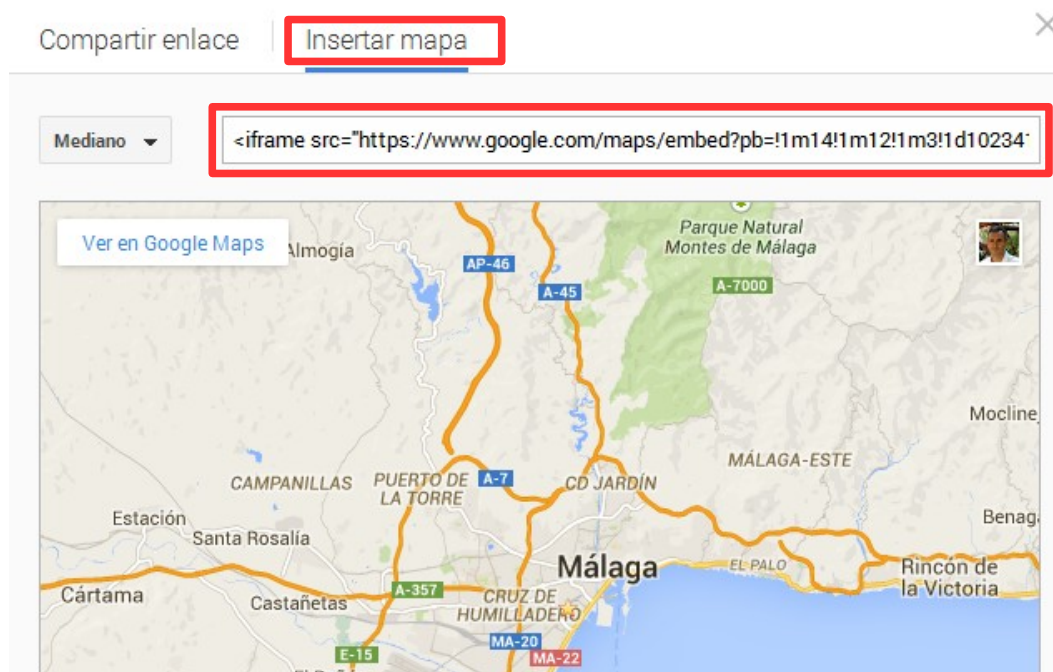 Compartir enlace
Insertar mapa
Mediano
<iframe src="https://www.google.com/maps/embed?pb=!1m14!1m12!1m3!1d10234
Ver en Google Maps
Almogía
Parque Natural
Montes de Málaga
AP-46
A-45
A-7000
Mocline
MÁLAGA-ESTE
CAMPANILLAS
PUERTO DE
LA TORRE
A-7
CD JARDÍN
Estación
Santa Rosalía
Benag
Málaga
EL PALO
Rincón de
la Victoria
Cártama
Castañetas
A-357
CRUZ DE
HUMILLADERO
MA-20
MA-22
E-15